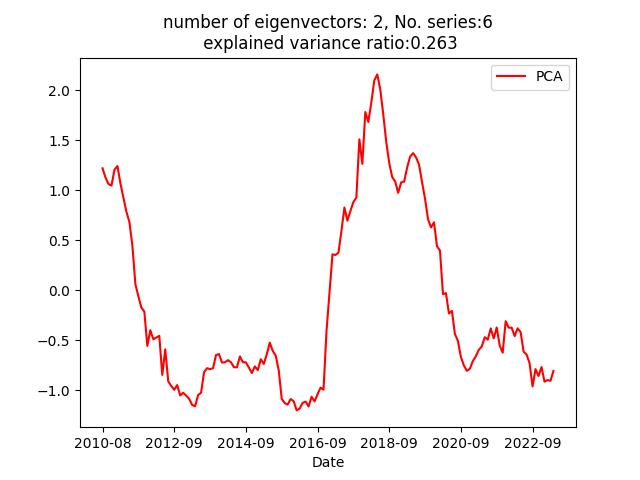 number of eigenvectors: 2, No. series:6
explained variance ratio:0.263
PCA
2.0
1.5
1.0
0.5
0.0
−0.5
−1.0
2010-08 2012-09 2014-09 2016-09 2018-09 2020-09 2022-09
Date